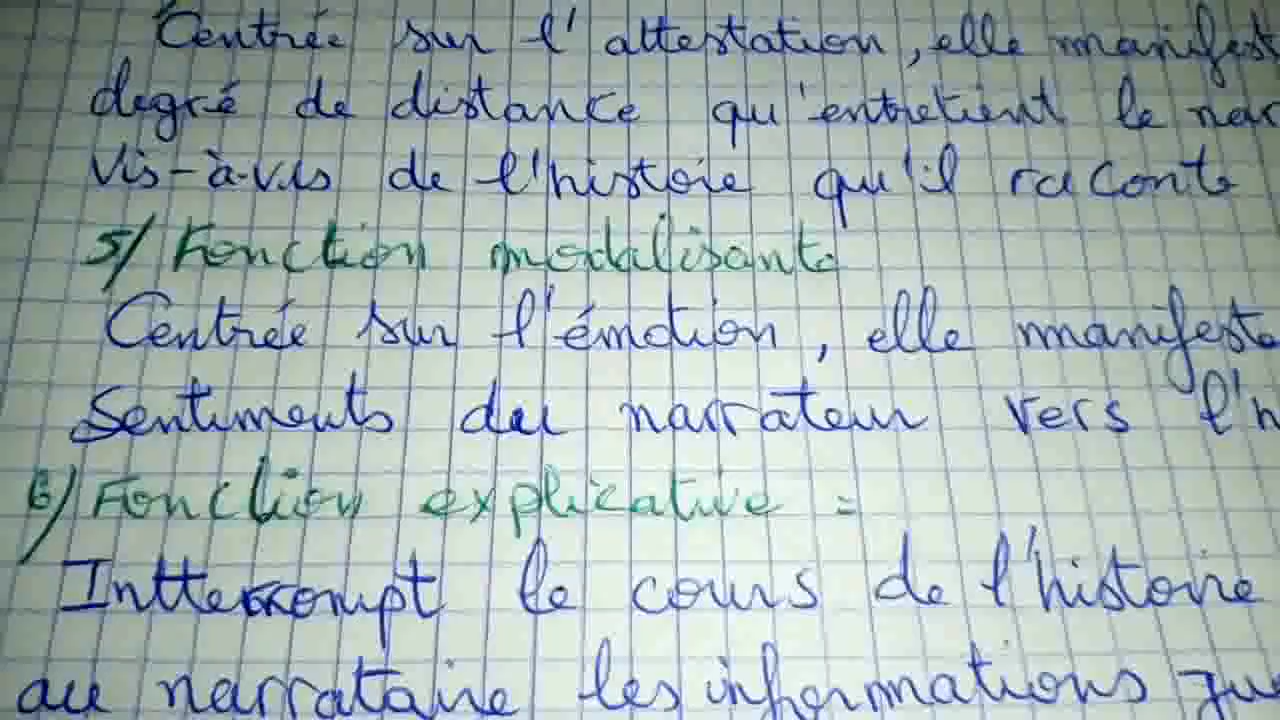 Centrée sur l'attestation, elle manifest
degré de distance qu'entretient le nar
Vis-à-vis de l'histoie qu'il raconte
5/ Fonction modalisante
Centrée sur l'émotion, elle manifeste
Sentiments du narrateur vers l'h
6/ Fonction explicative :
Intterrompt le cours de l'histoire
au narrataire les informations